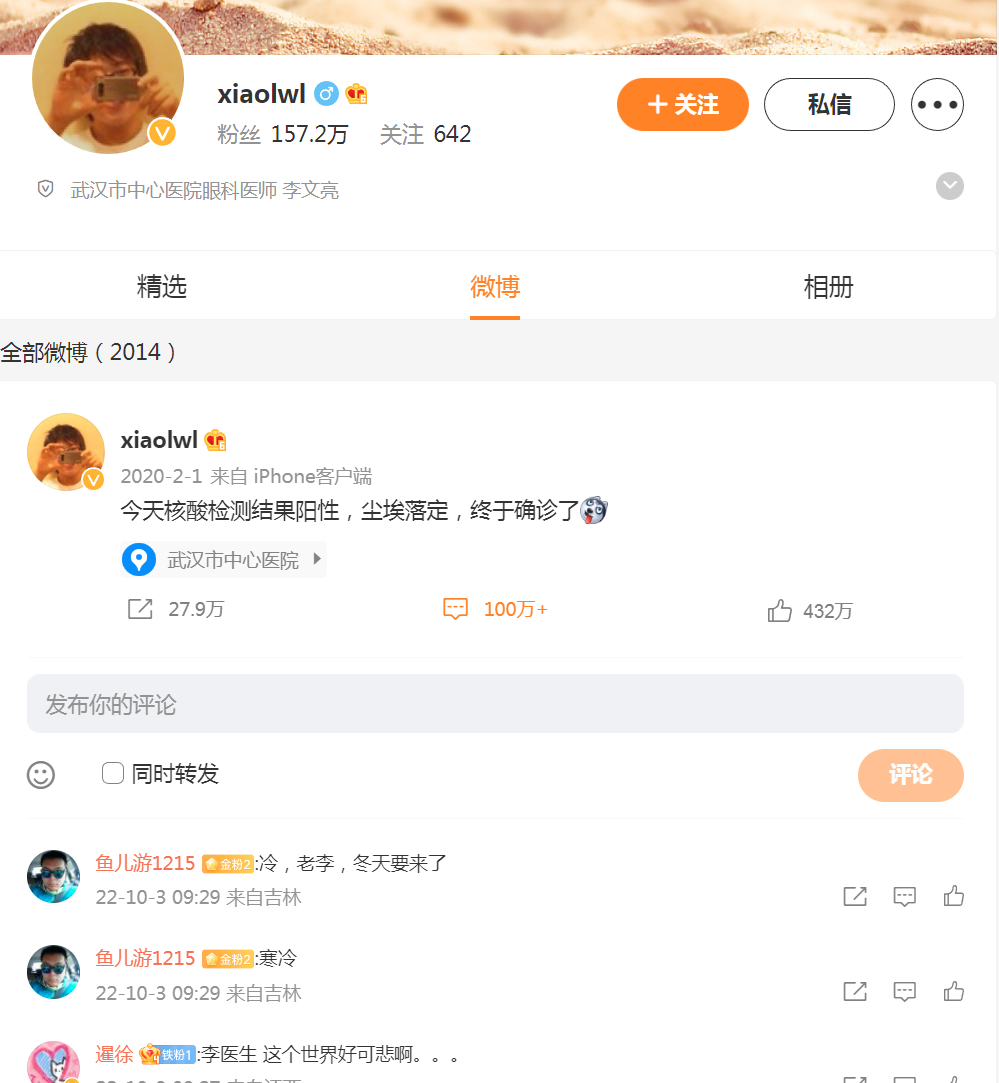 xiaolwl
粉丝 157.2万 关注 642
+ 关注
私信
武汉市中心医院眼科医师 李文亮
精选 微博 相册
全部微博（2014）
xiaolwl
2020-2-1 来自 iPhone客户端
今天核酸检测结果阳性，尘埃落定，终于确诊了
武汉市中心医院
27.9万 100万+ 432万
发布你的评论
同时转发 评论
鱼儿游1215 金粉2:冷，老李，冬天要来了
22-10-3 09:29 来自吉林
鱼儿游1215 金粉2:寒冷
22-10-3 09:29 来自吉林
暹徐 铁粉1:李医生 这个世界好可悲啊。。。